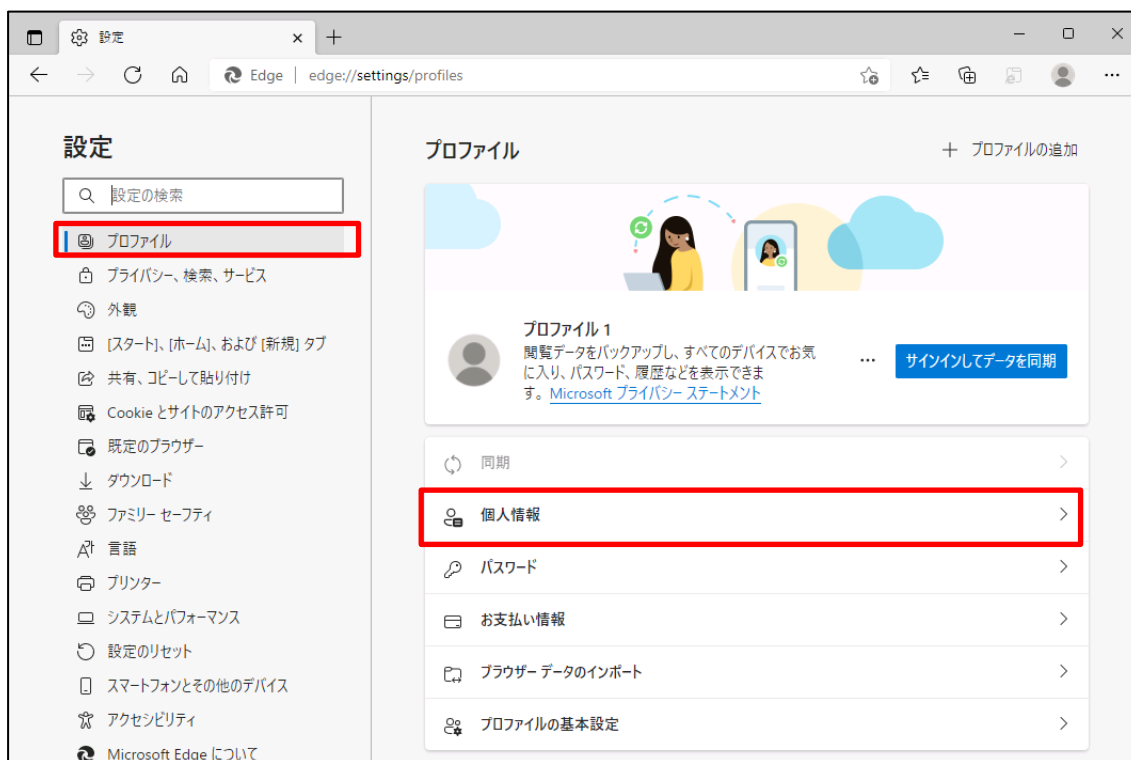 設定
Edge | edge://settings/profiles
設定
設定の検索
プロファイル
プライバシー、検索、サービス
外観
[スタート]、[ホーム]、および [新規] タブ
共有、コピーして貼り付け
Cookie とサイトのアクセス許可
既定のブラウザー
ダウンロード
ファミリー セーフティ
言語
プリンター
システムとパフォーマンス
設定のリセット
スマートフォンとその他のデバイス
アクセシビリティ
Microsoft Edge について
プロファイル
プロファイルの追加
プロファイル 1
閲覧データをバックアップし、すべてのデバイスでお気
に入り、パスワード、履歴などを表示できま
す。Microsoft プライバシー ステートメント
サインインしてデータを同期
同期
個人情報
パスワード
お支払い情報
ブラウザー データのインポート
プロファイルの基本設定